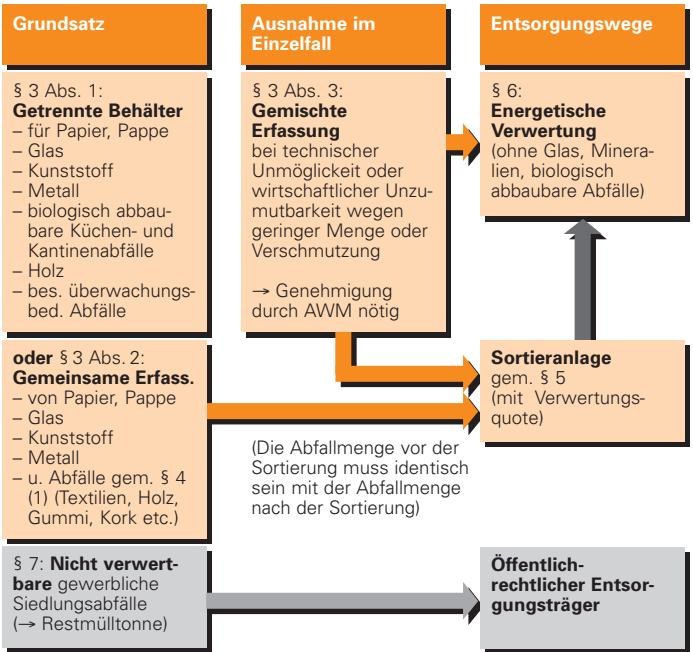 Grundsatz
§ 3 Abs. 1:
Getrennte Behälter
– für Papier, Pappe
– Glas
– Kunststoff
– Metall
– biologisch abbau-
bare Küchen- und
Kantinenabfälle
– Holz
– bes. überwachungs-
bed. Abfälle
oder § 3 Abs. 2:
Gemeinsame Erfass.
– von Papier, Pappe
– Glas
– Kunststoff
– Metall
– u. Abfälle gem. § 4
(1) (Textilien, Holz,
Gummi, Kork etc.)
§ 7: Nicht verwert-
bare gewerbliche
Siedlungsabfälle
(→ Restmülltonne)
Ausnahme im
Einzelfall
§ 3 Abs. 3:
Gemischte
Erfassung
bei technischer
Unmöglickeit oder
wirtschaftlicher Unzu-
mutbarkeit wegen
geringer Menge oder
Verschmutzung
→ Genehmigung
durch AWM nötig
(Die Abfallmenge vor der
Sortierung muss identisch
sein mit der Abfallmenge
nach der Sortierung)
Entsorgungswege
§ 6:
Energetische
Verwertung
(ohne Glas, Minera-
lien, biologisch
abbaubare Abfälle)
Sortieranlage
gem. § 5
(mit Verwertungs-
quote)
Öffentlich-
rechtlicher Entsor-
gungsträger